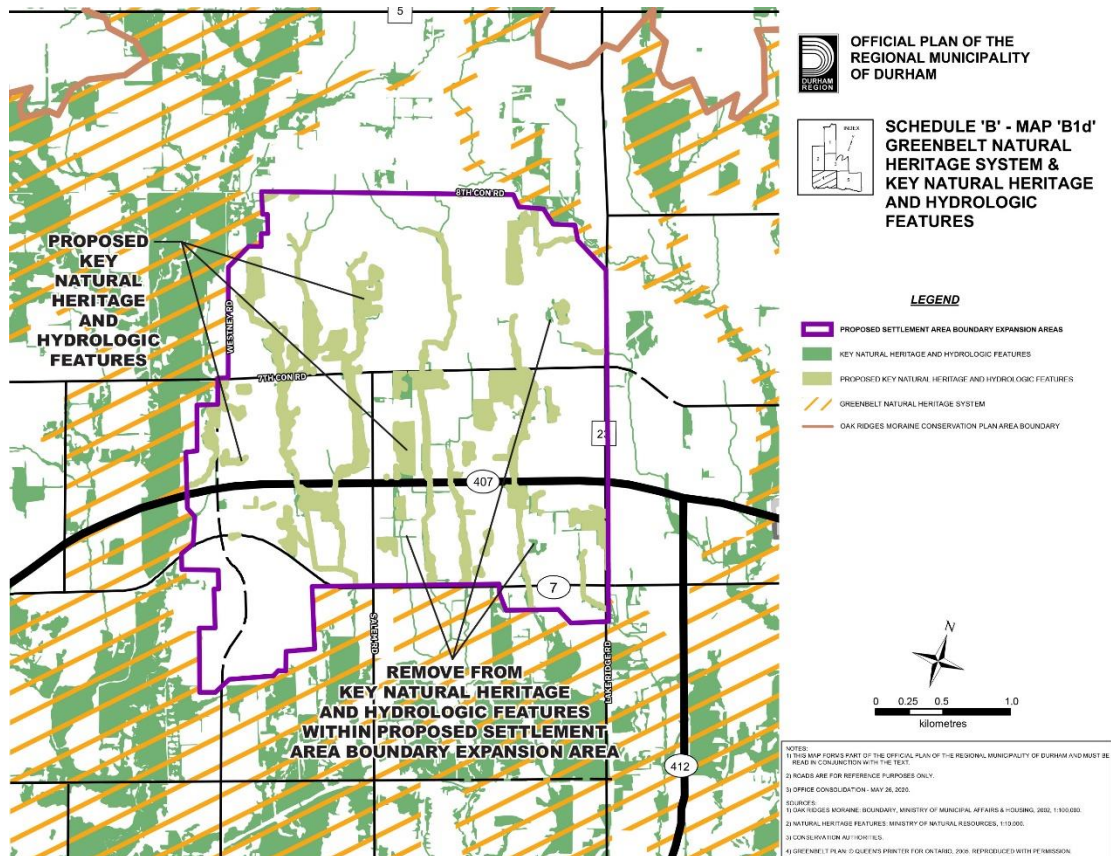 5
8TH CON RD
PROPOSED
KEY
NATURAL
HERITAGE
AND
HYDROLOGIC
FEATURES
WESTNEY RD
7TH CON RD
23
407
7
SALEM RD
LAKE RIDGE RD
REMOVE FROM
KEY NATURAL HERITAGE
AND HYDROLOGIC FEATURES
WITHIN PROPOSED SETTLEMENT
AREA BOUNDARY EXPANSION AREA
412
DURHAM
REGION
OFFICIAL PLAN OF THE
REGIONAL MUNICIPALITY
OF DURHAM
INDEX
SCHEDULE 'B' - MAP 'B1d'
GREENBELT NATURAL
HERITAGE SYSTEM &
KEY NATURAL HERITAGE
AND HYDROLOGIC
FEATURES
LEGEND
PROPOSED SETTLEMENT AREA BOUNDARY EXPANSION AREAS
KEY NATURAL HERITAGE AND HYDROLOGIC FEATURES
PROPOSED KEY NATURAL HERITAGE AND HYDROLOGIC FEATURES
GREENBELT NATURAL HERITAGE SYSTEM
OAK RIDGES MORAINE CONSERVATION PLAN AREA BOUNDARY
N
0 0.25 0.5 1.0
kilometres
NOTES:
1) THIS MAP FORMS PART OF THE OFFICIAL PLAN OF THE REGIONAL MUNICIPALITY OF DURHAM AND MUST BE
READ IN CONJUNCTION WITH THE TEXT.
2) ROADS ARE FOR REFERENCE PURPOSES ONLY.
3) OFFICE CONSOLIDATION - MAY 26, 2020.
SOURCES:
1) OAK RIDGES MORAINE: BOUNDARY, MINISTRY OF MUNICIPAL AFFAIRS & HOUSING, 2002, 1:100,000.
2) NATURAL HERITAGE FEATURES: MINISTRY OF NATURAL RESOURCES, 1:10,000.
3) CONSERVATION AUTHORITIES.
4) GREENBELT PLAN: © QUEEN'S PRINTER FOR ONTARIO, 2005. REPRODUCED WITH PERMISSION.